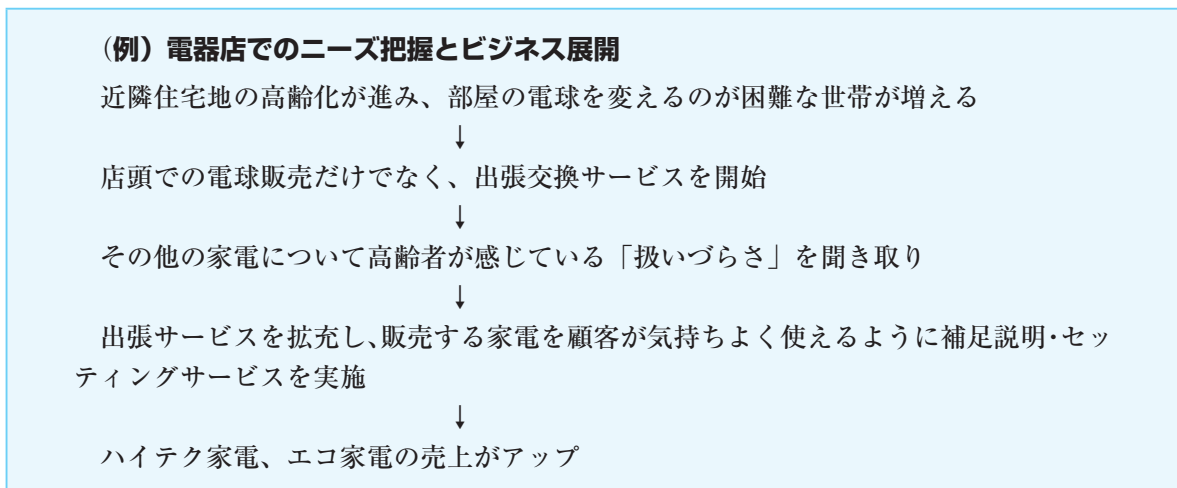 （例）電器店でのニーズ把握とビジネス展開
近隣住宅地の高齢化が進み、部屋の電球を変えるのが困難な世帯が増える
↓
店頭での電球販売だけでなく、出張交換サービスを開始
↓
その他の家電について高齢者が感じている「扱いづらさ」を聞き取り
↓
出張サービスを拡充し、販売する家電を顧客が気持ちよく使えるように補足説明・セッ
ティングサービスを実施
↓
ハイテク家電、エコ家電の売上がアップ